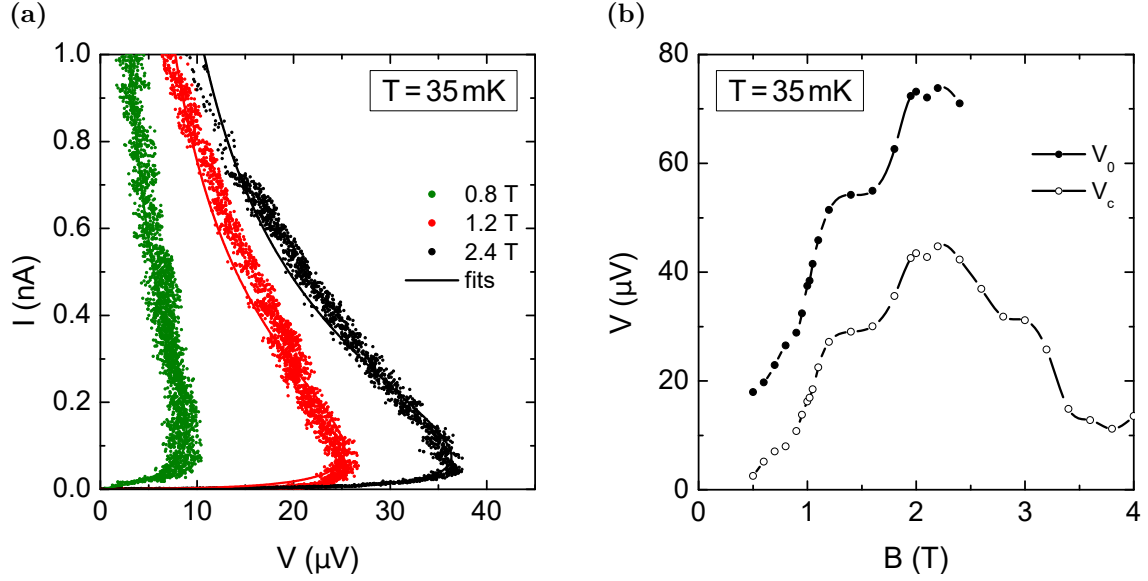 (a)
I (nA)
1.0
0.8
0.6
0.4
0.2
0.0
T = 35 mK
0.8 T
1.2 T
2.4 T
fits
0 10 20 30 40
V (μV)
(b)
V (μV)
80
60
40
20
0
T = 35 mK
V₀
V_c
0 1 2 3 4
B (T)